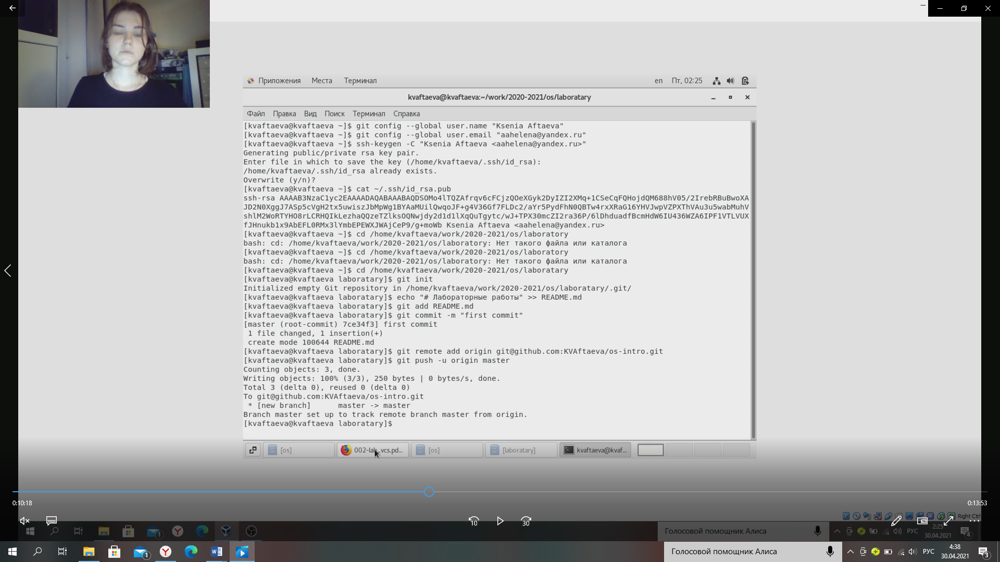 Приложения Места Терминал en Пт, 02:25
kvaftaeva@kvaftaeva:~/work/2020-2021/os/laboratary
Файл Правка Вид Поиск Терминал Справка
[kvaftaeva@kvaftaeva ~]$ git config --global user.name "Ksenia Aftaeva"
[kvaftaeva@kvaftaeva ~]$ git config --global user.email "aahelena@yandex.ru"
[kvaftaeva@kvaftaeva ~]$ ssh-keygen -C "Ksenia Aftaeva <aahelena@yandex.ru>"
Generating public/private rsa key pair.
Enter file in which to save the key (/home/kvaftaeva/.ssh/id_rsa):
/home/kvaftaeva/.ssh/id_rsa already exists.
Overwrite (y/n)?
[kvaftaeva@kvaftaeva ~]$ cat ~/.ssh/id_rsa.pub
ssh-rsa AAAAB3NzaC1yc2EAAAADAQABAAABAQDSOMo4lTQZAfrqv6cFCjzQOeXGyk2DyIZI2XMq+1CSeCqFQHojdQM688hV05/2IrebRBuBwoXA
JD2N0XggJ7ASp5cVgH2tx5uwiszJbMpWg1BYAaMUilQwqoJF+g4V36Gf7FLDc2/aYr5PydFhN0QBTw4rxXRaG16YHVJwpVZPXThVAu3u5wabMuhV
shlM2WoRTYHO8rLCRHQIkLezhaQQzeTZlksOQNwjdy2d1d1lXqQuTgytc/wJ+TPX30mcZI2ra36P/6lDhduadfBcmHdW6IU436WZA6IPF1VTLVUX
fJHnukb1x9AbEFL0RMx3lYmbEPEWXJWAjCeP9/g+moWb Ksenia Aftaeva <aahelena@yandex.ru>
[kvaftaeva@kvaftaeva ~]$ cd /home/kvaftaeva/work/2020-2021/os/laboratory
bash: cd: /home/kvaftaeva/work/2020-2021/os/laboratory: Нет такого файла или каталога
[kvaftaeva@kvaftaeva ~]$ cd /home/kvaftaeva/work/2020-2021/os/laboratory
bash: cd: /home/kvaftaeva/work/2020-2021/os/laboratory: Нет такого файла или каталога
[kvaftaeva@kvaftaeva ~]$ cd /home/kvaftaeva/work/2020-2021/os/laboratary
[kvaftaeva@kvaftaeva laboratary]$ git init
Initialized empty Git repository in /home/kvaftaeva/work/2020-2021/os/laboratary/.git/
[kvaftaeva@kvaftaeva laboratary]$ echo "# Лабораторные работы" >> README.md
[kvaftaeva@kvaftaeva laboratary]$ git add README.md
[kvaftaeva@kvaftaeva laboratary]$ git commit -m "first commit"
[master (root-commit) 7ce34f3] first commit
1 file changed, 1 insertion(+)
create mode 100644 README.md
[kvaftaeva@kvaftaeva laboratary]$ git remote add origin git@github.com:KVAftaeva/os-intro.git
[kvaftaeva@kvaftaeva laboratary]$ git push -u origin master
Counting objects: 3, done.
Writing objects: 100% (3/3), 250 bytes | 0 bytes/s, done.
Total 3 (delta 0), reused 0 (delta 0)
To git@github.com:KVAftaeva/os-intro.git
* [new branch] master -> master
Branch master set up to track remote branch master from origin.
[kvaftaeva@kvaftaeva laboratary]$
[os] 002-lab_vcs.pd... [os] [laboratary] kvaftaeva@kvaf...
0:10:18 0:13:53
10 30
Right Ctrl
1 Голосовой помощник Алиса РУС 2:25 30.04.2021 4
1 Голосовой помощник Алиса РУС 4:38 30.04.2021 3